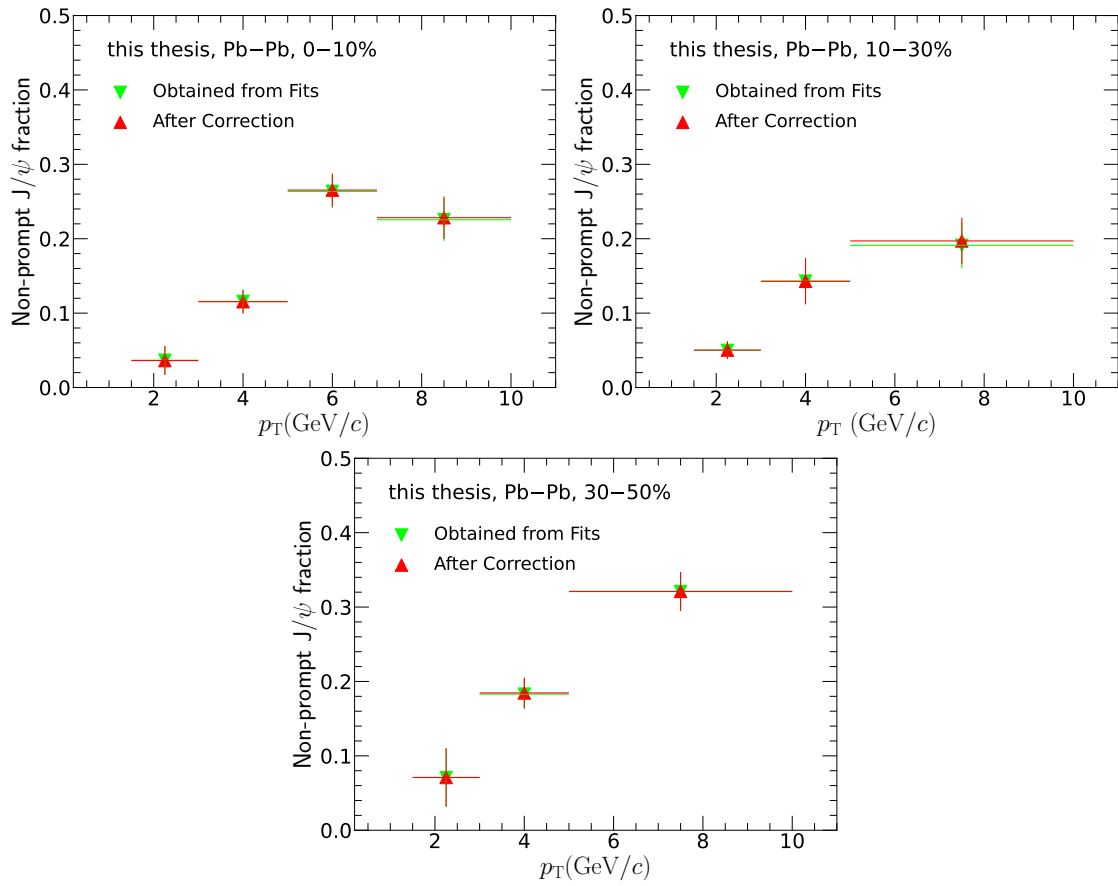 this thesis, Pb−Pb, 0−10%
Obtained from Fits
After Correction
Non-prompt J/ψ fraction
0.5
0.4
0.3
0.2
0.1
0.0
2 4 6 8 10
p_T(GeV/c)
this thesis, Pb−Pb, 10−30%
Obtained from Fits
After Correction
Non-prompt J/ψ fraction
0.5
0.4
0.3
0.2
0.1
0.0
2 4 6 8 10
p_T (GeV/c)
this thesis, Pb−Pb, 30−50%
Obtained from Fits
After Correction
Non-prompt J/ψ fraction
0.5
0.4
0.3
0.2
0.1
0.0
2 4 6 8 10
p_T(GeV/c)